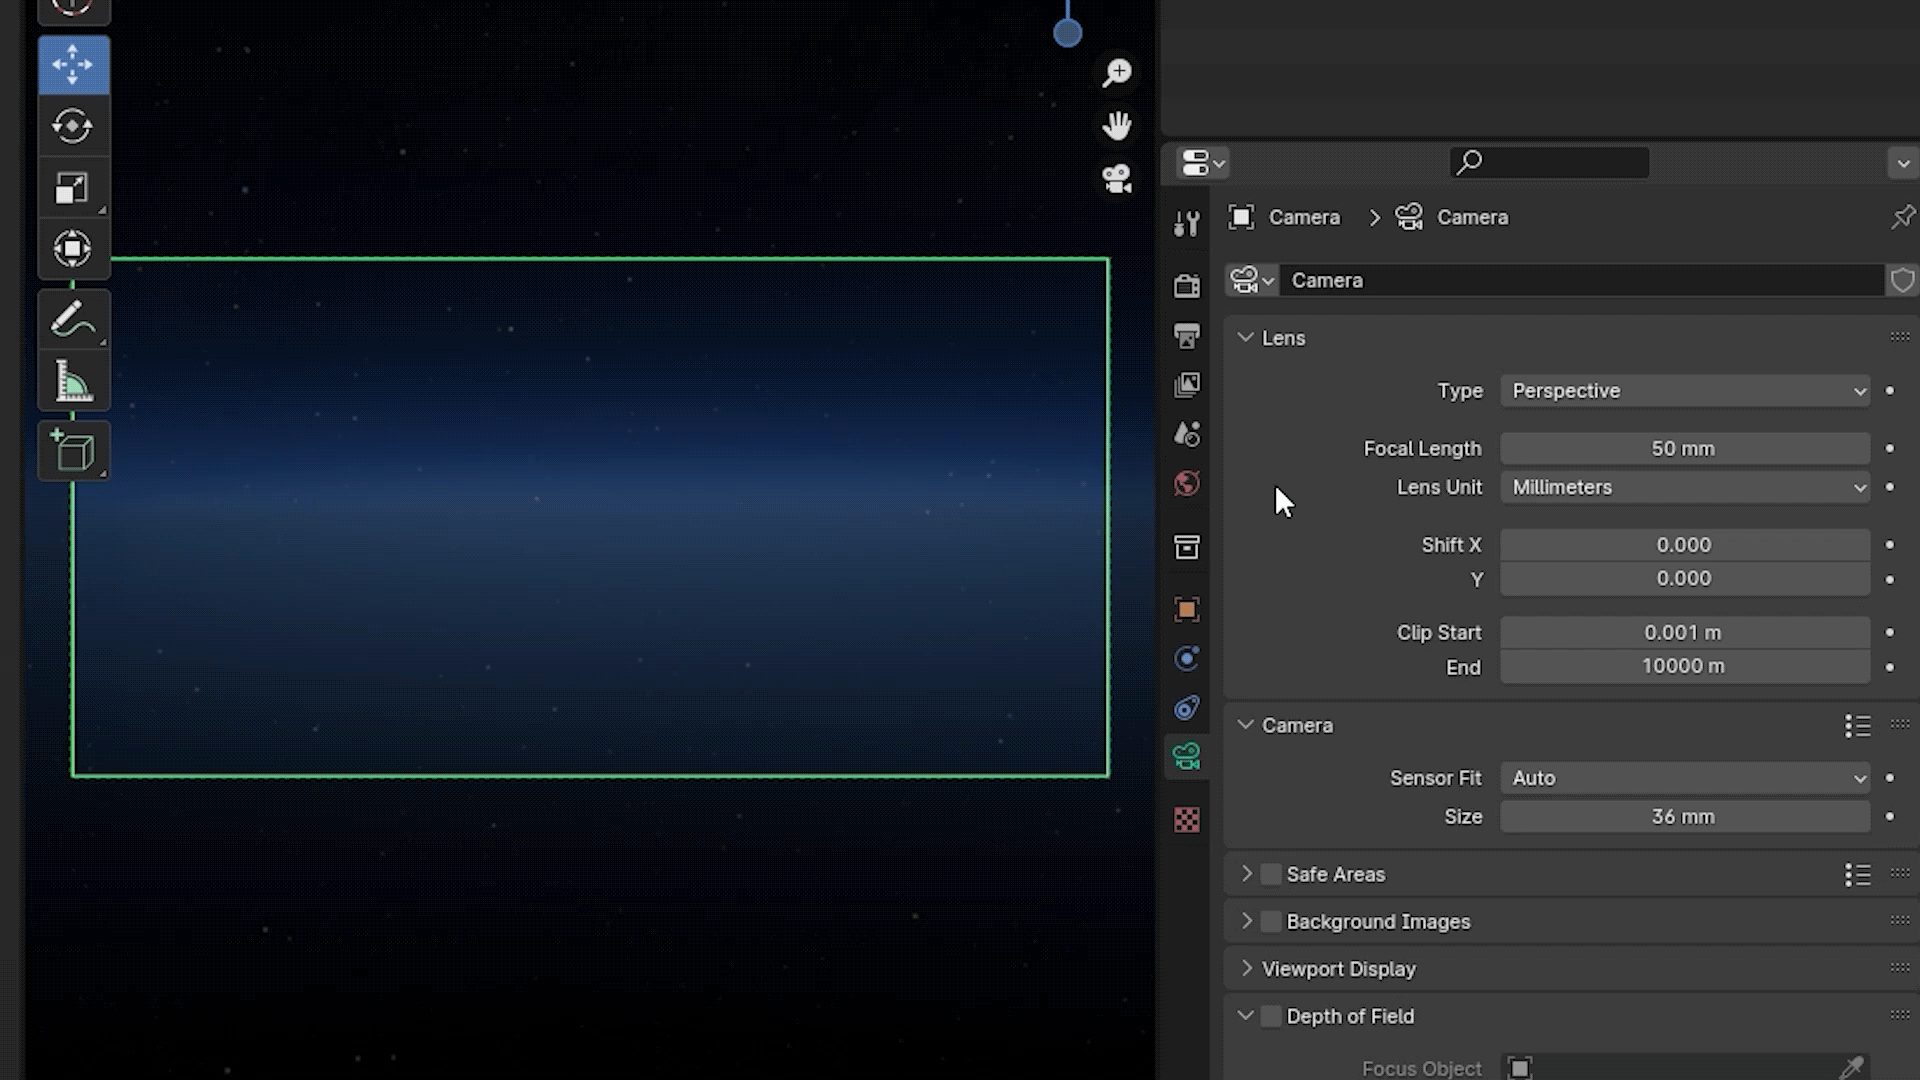 Camera > Camera
Camera
Lens
Type Perspective
Focal Length 50 mm
Lens Unit Millimeters
Shift X 0.000
Y 0.000
Clip Start 0.001 m
End 10000 m
Camera
Sensor Fit Auto
Size 36 mm
Safe Areas
Background Images
Viewport Display
Depth of Field
Focus Object